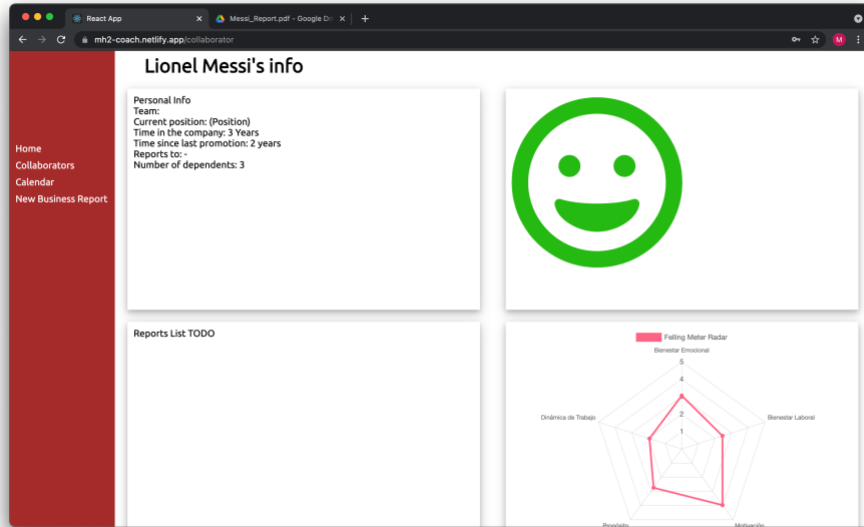 React App
Messi_Report.pdf - Google Dr
mh2-coach.netlify.app/collaborator
M
Lionel Messi's info
Home
Collaborators
Calendar
New Business Report
Personal Info
Team:
Current position: (Position)
Time in the company: 3 Years
Time since last promotion: 2 years
Reports to: -
Number of dependents: 3
Reports List TODO
Felling Meter Radar
Bienestar Emocional
5
4
2
1
Dinámica de Trabajo
Bienestar Laboral
Propósito
Motivación